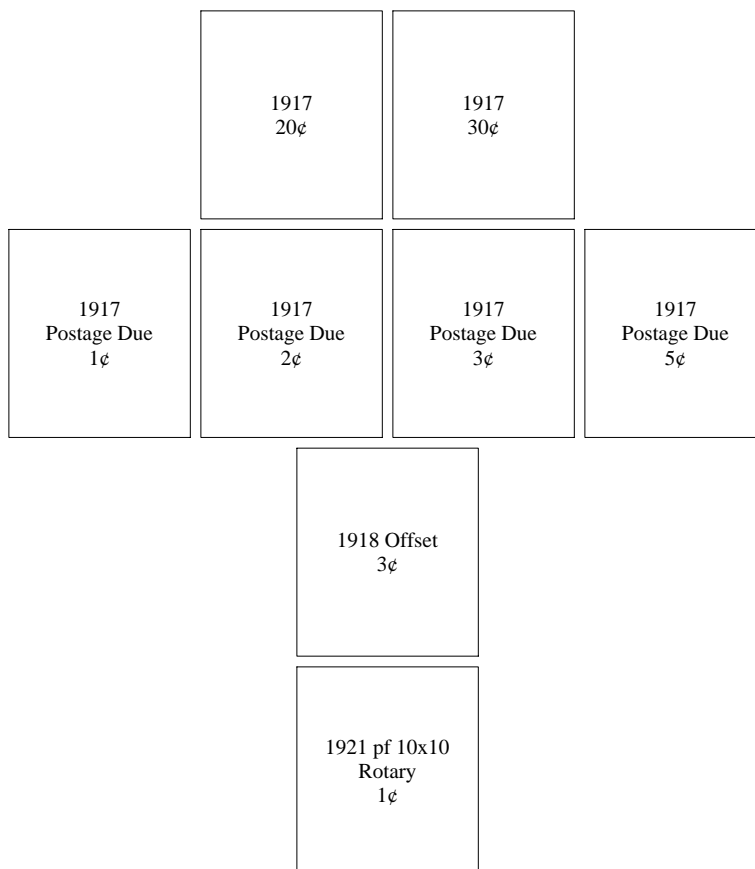 1917
20¢
1917
30¢
1917
Postage Due
1¢
1917
Postage Due
2¢
1917
Postage Due
3¢
1917
Postage Due
5¢
1918 Offset
3¢
1921 pf 10x10
Rotary
1¢